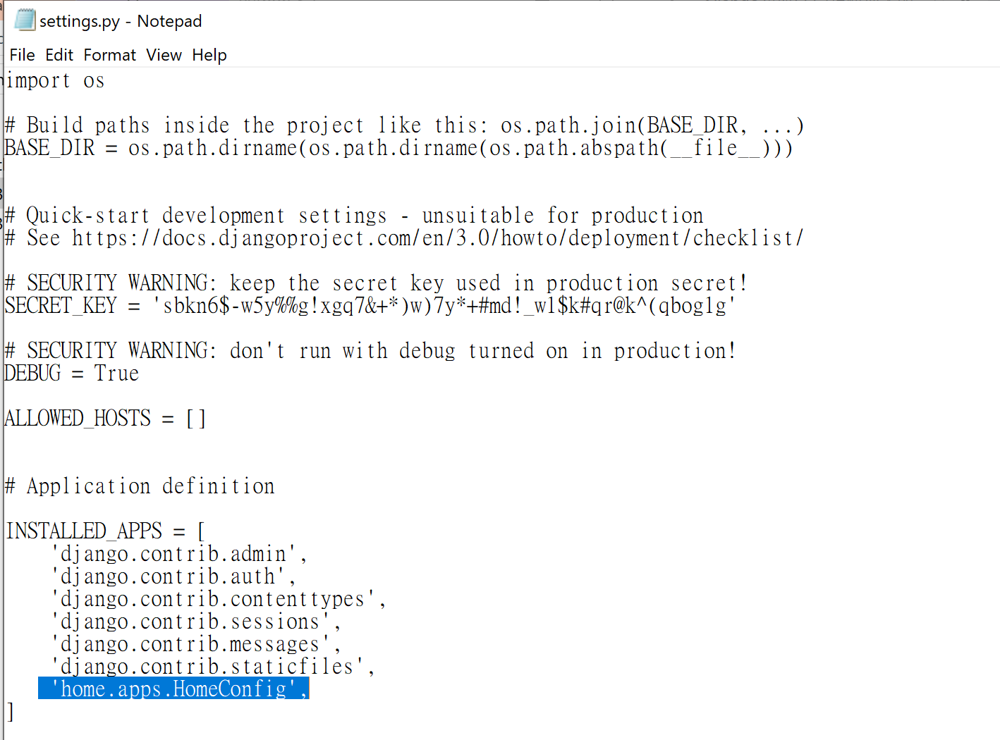 settings.py - Notepad
File Edit Format View Help
import os
# Build paths inside the project like this: os.path.join(BASE_DIR, ...)
BASE_DIR = os.path.dirname(os.path.dirname(os.path.abspath(__file__)))
# Quick-start development settings - unsuitable for production
# See https://docs.djangoproject.com/en/3.0/howto/deployment/checklist/
# SECURITY WARNING: keep the secret key used in production secret!
SECRET_KEY = 'sbkn6$-w5y%%g!xgq7&+*)w)7y*+#md!_w1$k#qr@k^(qbog1g'
# SECURITY WARNING: don't run with debug turned on in production!
DEBUG = True
ALLOWED_HOSTS = []
# Application definition
INSTALLED_APPS = [
    'django.contrib.admin',
    'django.contrib.auth',
    'django.contrib.contenttypes',
    'django.contrib.sessions',
    'django.contrib.messages',
    'django.contrib.staticfiles',
    'home.apps.HomeConfig',
]